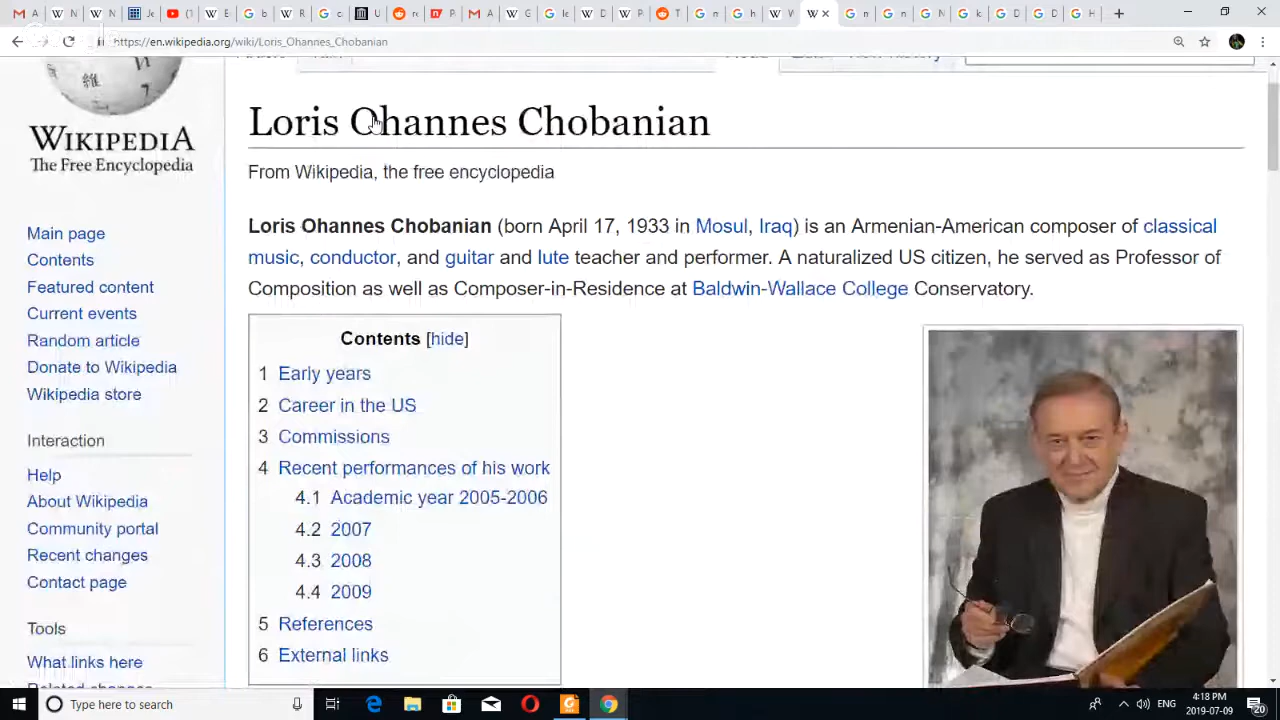 https://en.wikipedia.org/wiki/Loris_Ohannes_Chobanian
Loris Ohannes Chobanian
From Wikipedia, the free encyclopedia
WIKIPEDIA
The Free Encyclopedia
Main page
Contents
Featured content
Current events
Random article
Donate to Wikipedia
Wikipedia store
Interaction
Help
About Wikipedia
Community portal
Recent changes
Contact page
Tools
What links here
Related changes
Loris Ohannes Chobanian (born April 17, 1933 in Mosul, Iraq) is an Armenian-American composer of classical
music, conductor, and guitar and lute teacher and performer. A naturalized US citizen, he served as Professor of
Composition as well as Composer-in-Residence at Baldwin-Wallace College Conservatory.
Contents [hide]
1 Early years
2 Career in the US
3 Commissions
4 Recent performances of his work
4.1 Academic year 2005-2006
4.2 2007
4.3 2008
4.4 2009
5 References
6 External links
Type here to search
ENG
4:18 PM
2019-07-09
20